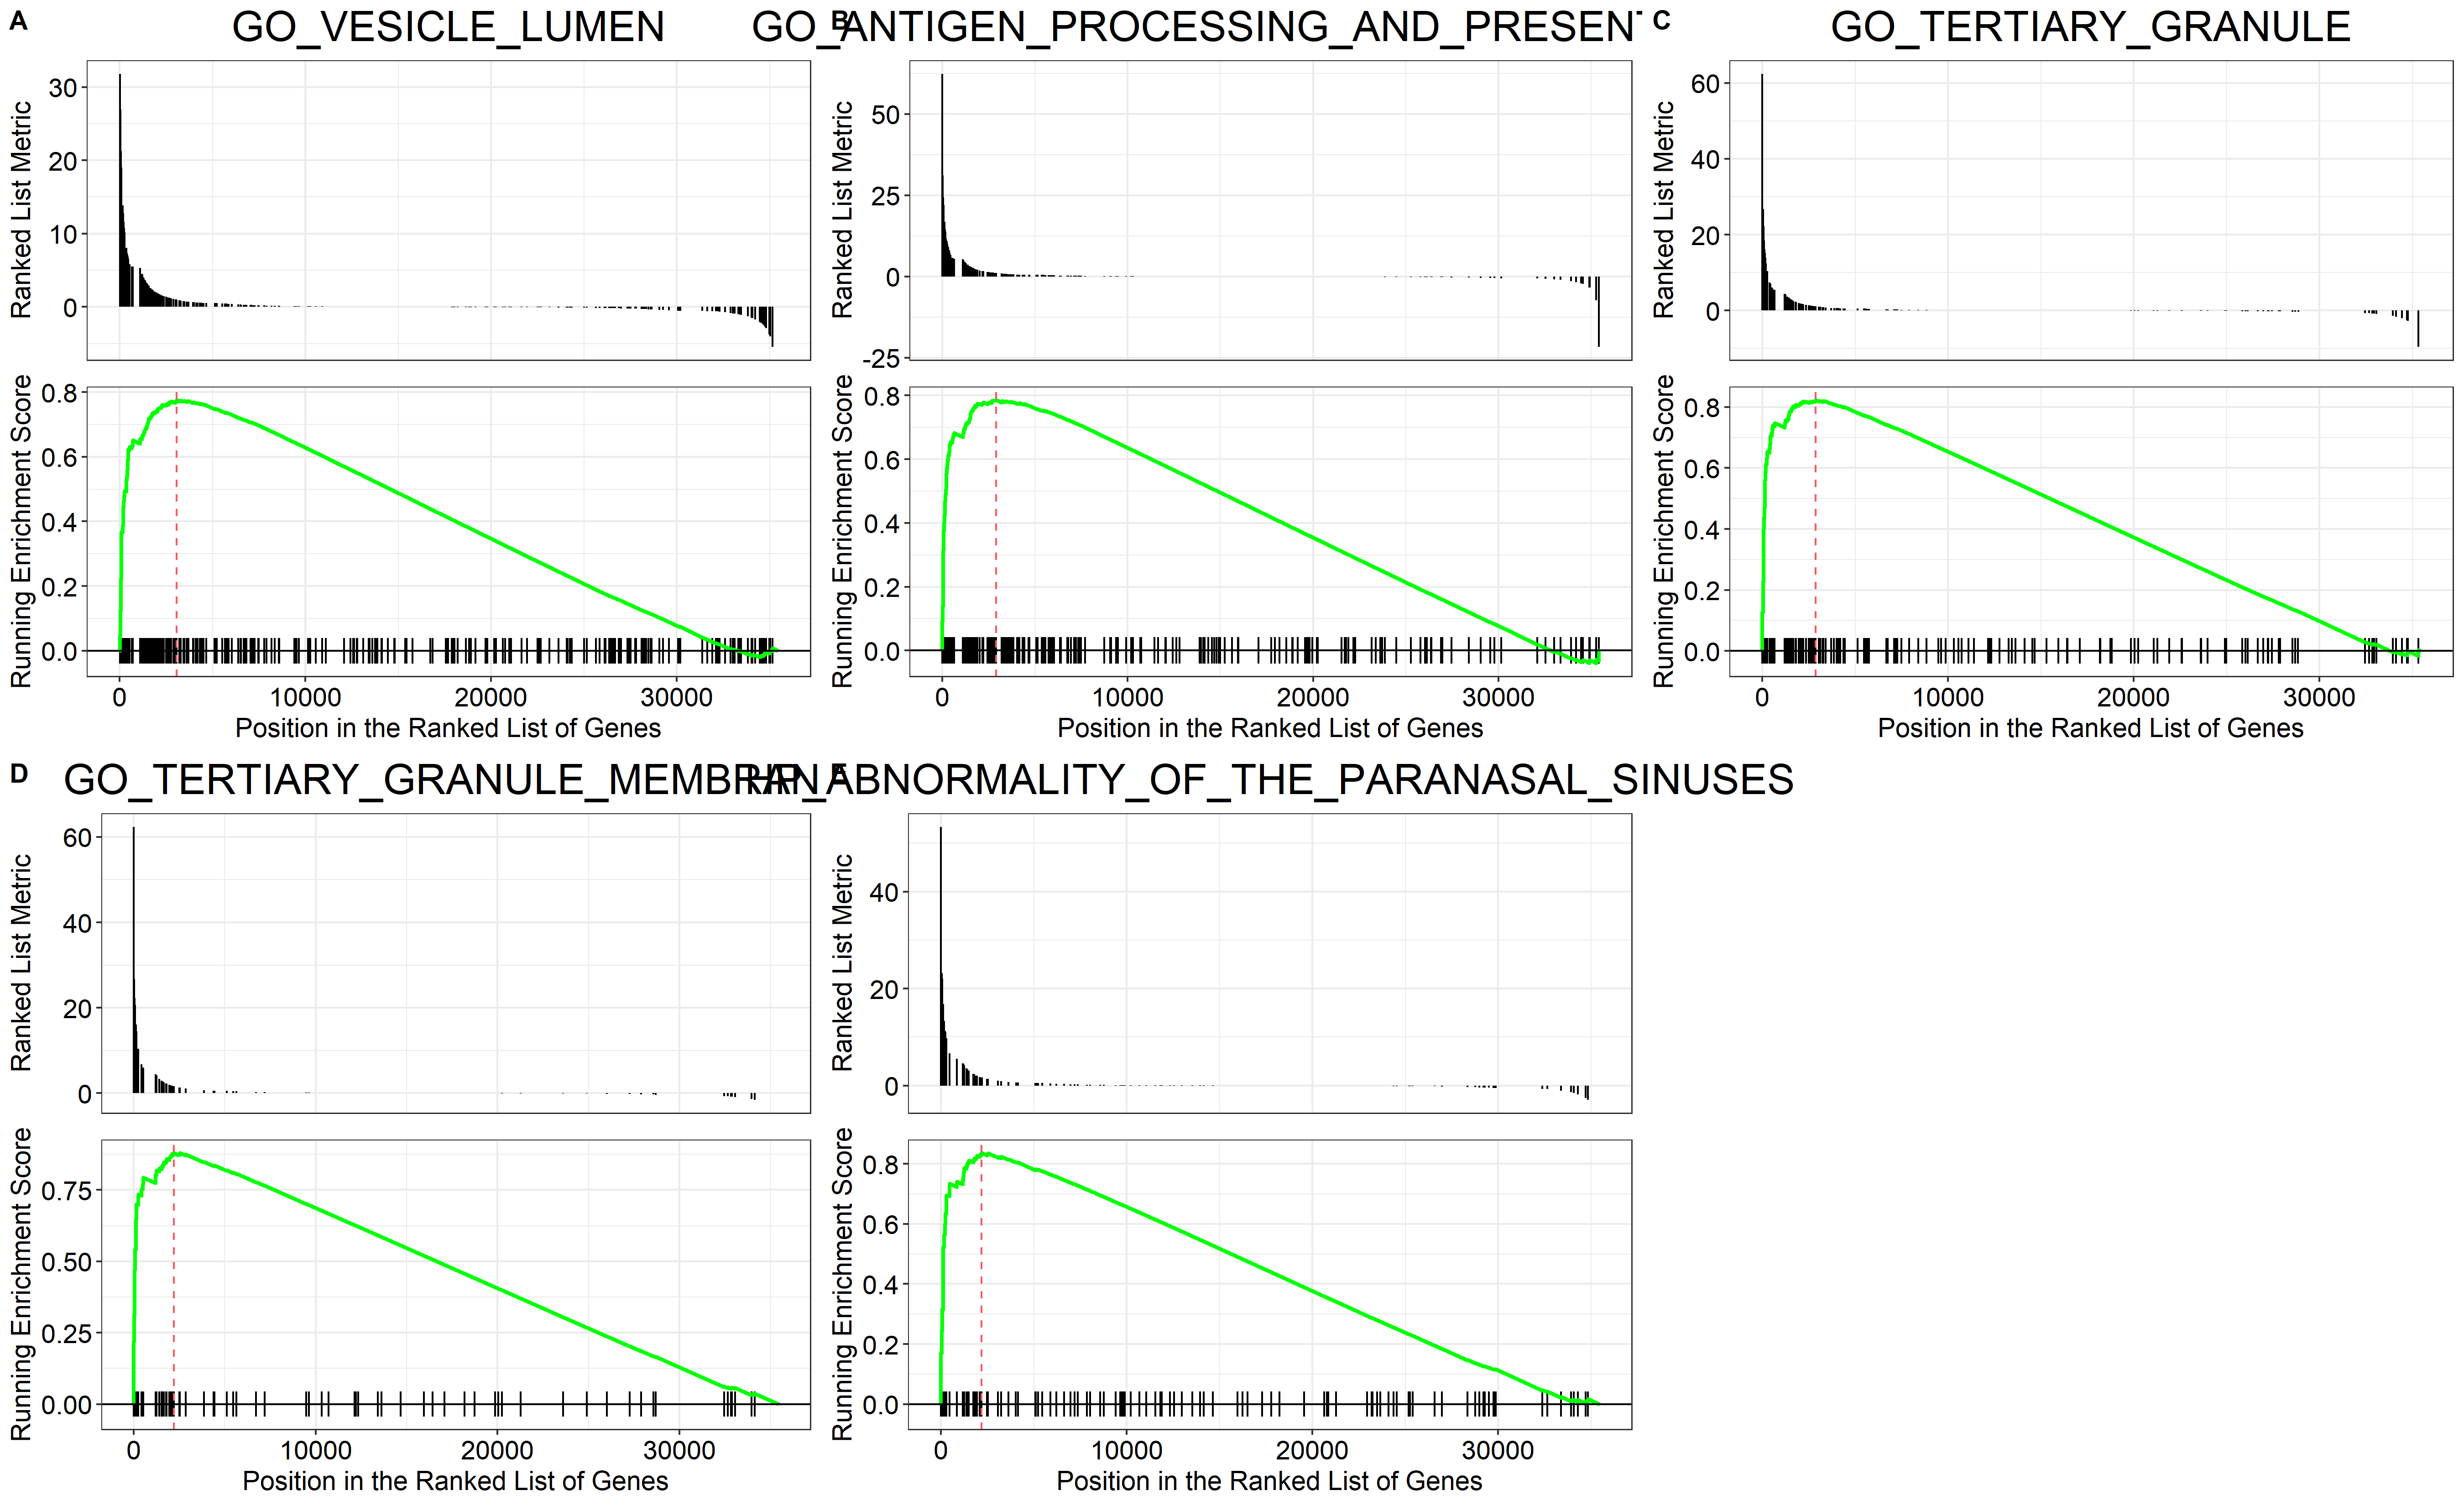 A
GO_VESICLE_LUMEN
30
20
10
0
Ranked List Metric
0.8
0.6
0.4
0.2
0.0
Running Enrichment Score
0
10000
20000
30000
Position in the Ranked List of Genes
B
GO_ANTIGEN_PROCESSING_AND_PRESENT
50
25
0
-25
Ranked List Metric
0.8
0.6
0.4
0.2
0.0
Running Enrichment Score
0
10000
20000
30000
Position in the Ranked List of Genes
C
GO_TERTIARY_GRANULE
60
40
20
0
Ranked List Metric
0.8
0.6
0.4
0.2
0.0
Running Enrichment Score
0
10000
20000
30000
Position in the Ranked List of Genes
D
GO_TERTIARY_GRANULE_MEMBRAN
60
40
20
0
Ranked List Metric
0.75
0.50
0.25
0.00
Running Enrichment Score
0
10000
20000
30000
Position in the Ranked List of Genes
E
HP_ABNORMALITY_OF_THE_PARANASAL_SINUSES
40
20
0
Ranked List Metric
0.8
0.6
0.4
0.2
0.0
Running Enrichment Score
0
10000
20000
30000
Position in the Ranked List of Genes